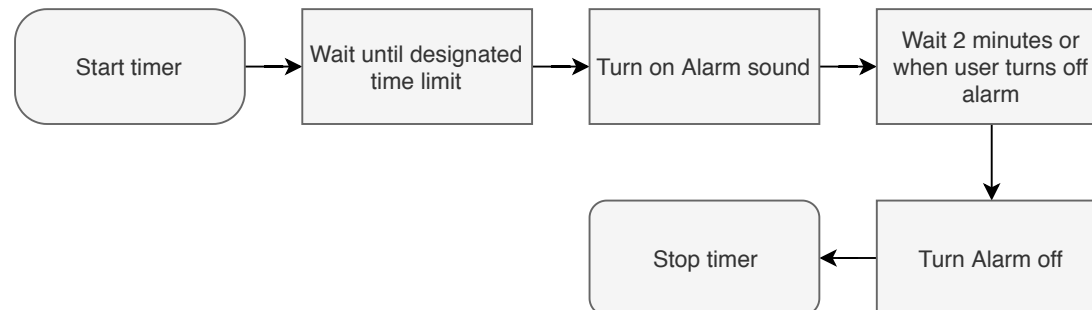 Start timer
Wait until designated
time limit
Turn on Alarm sound
Wait 2 minutes or
when user turns off
alarm
Turn Alarm off
Stop timer